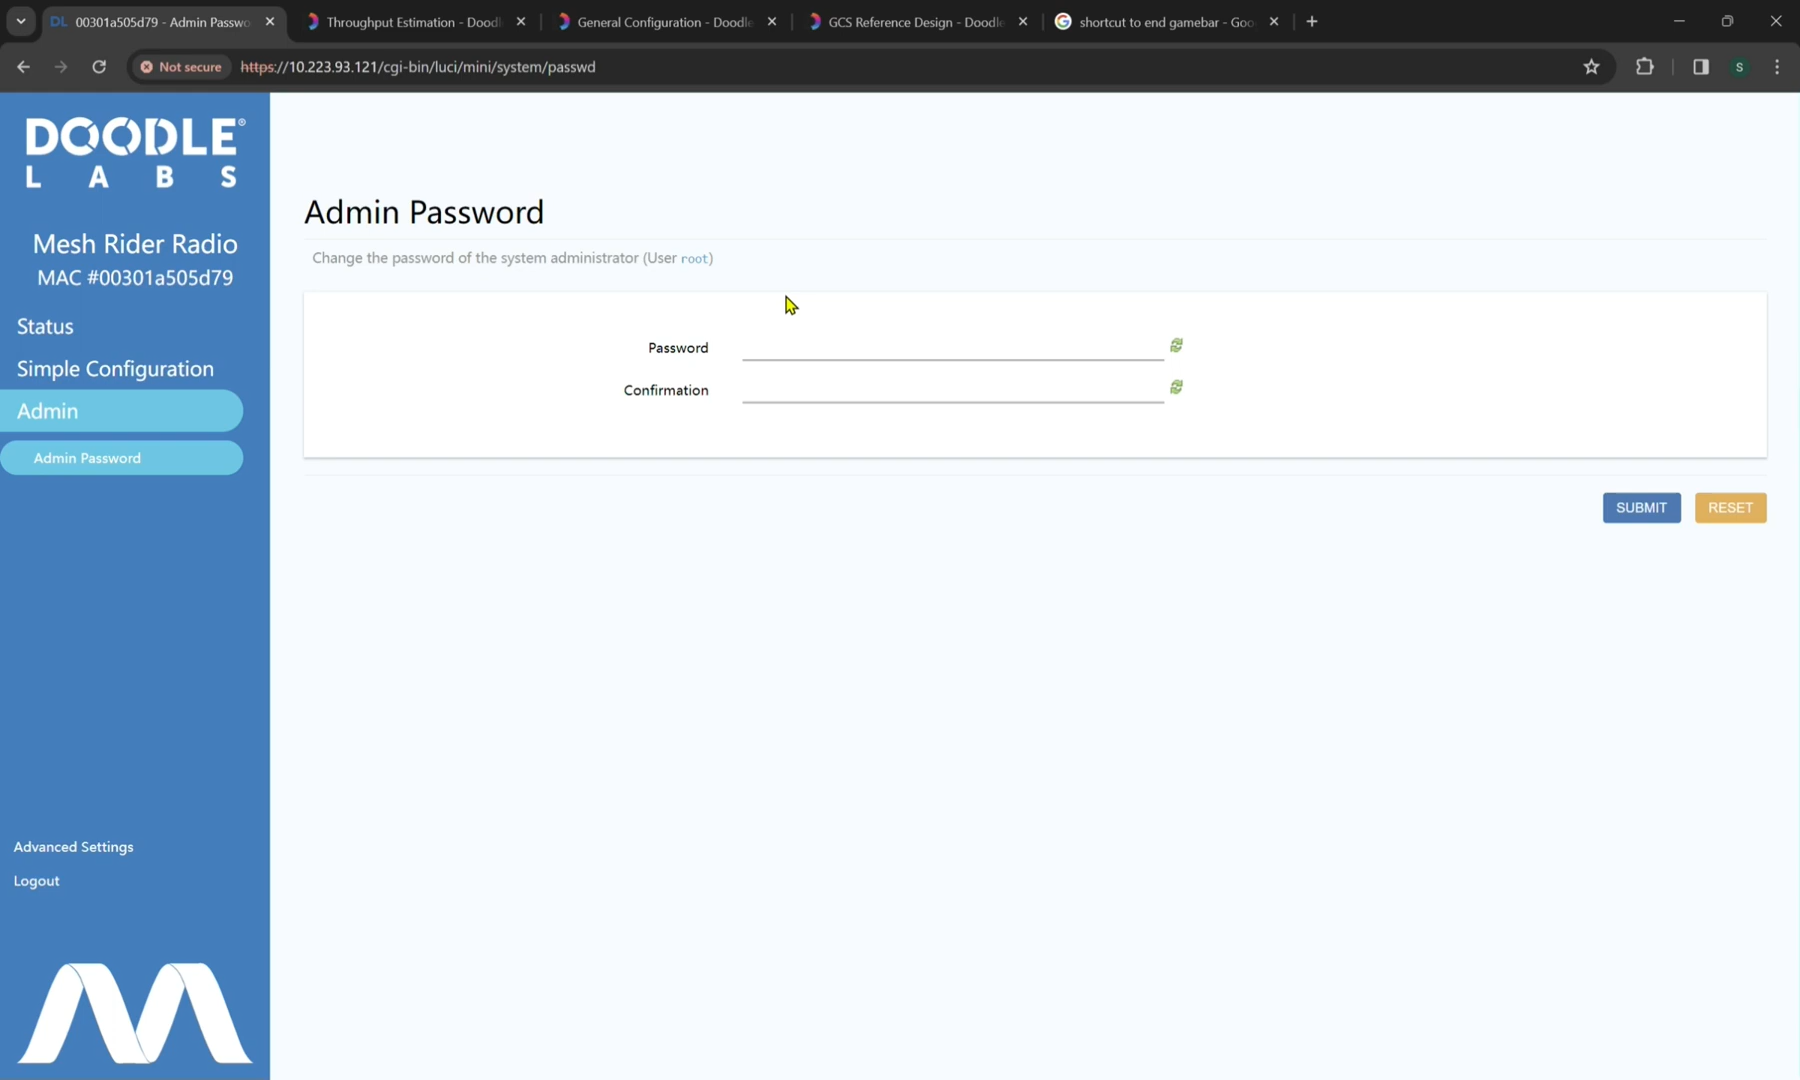 DL 00301a505d79 - Admin Passwo
Throughput Estimation - Dood
General Configuration - Doodle
GCS Reference Design - Doodle
shortcut to end gamebar - Goo
Not secure
https://10.223.93.121/cgi-bin/luci/mini/system/passwd
S
DOODLE®
LABS
Mesh Rider Radio
MAC #00301a505d79
Status
Simple Configuration
Admin
Admin Password
Advanced Settings
Logout
Admin Password
Change the password of the system administrator (User root)
Password
Confirmation
SUBMIT RESET